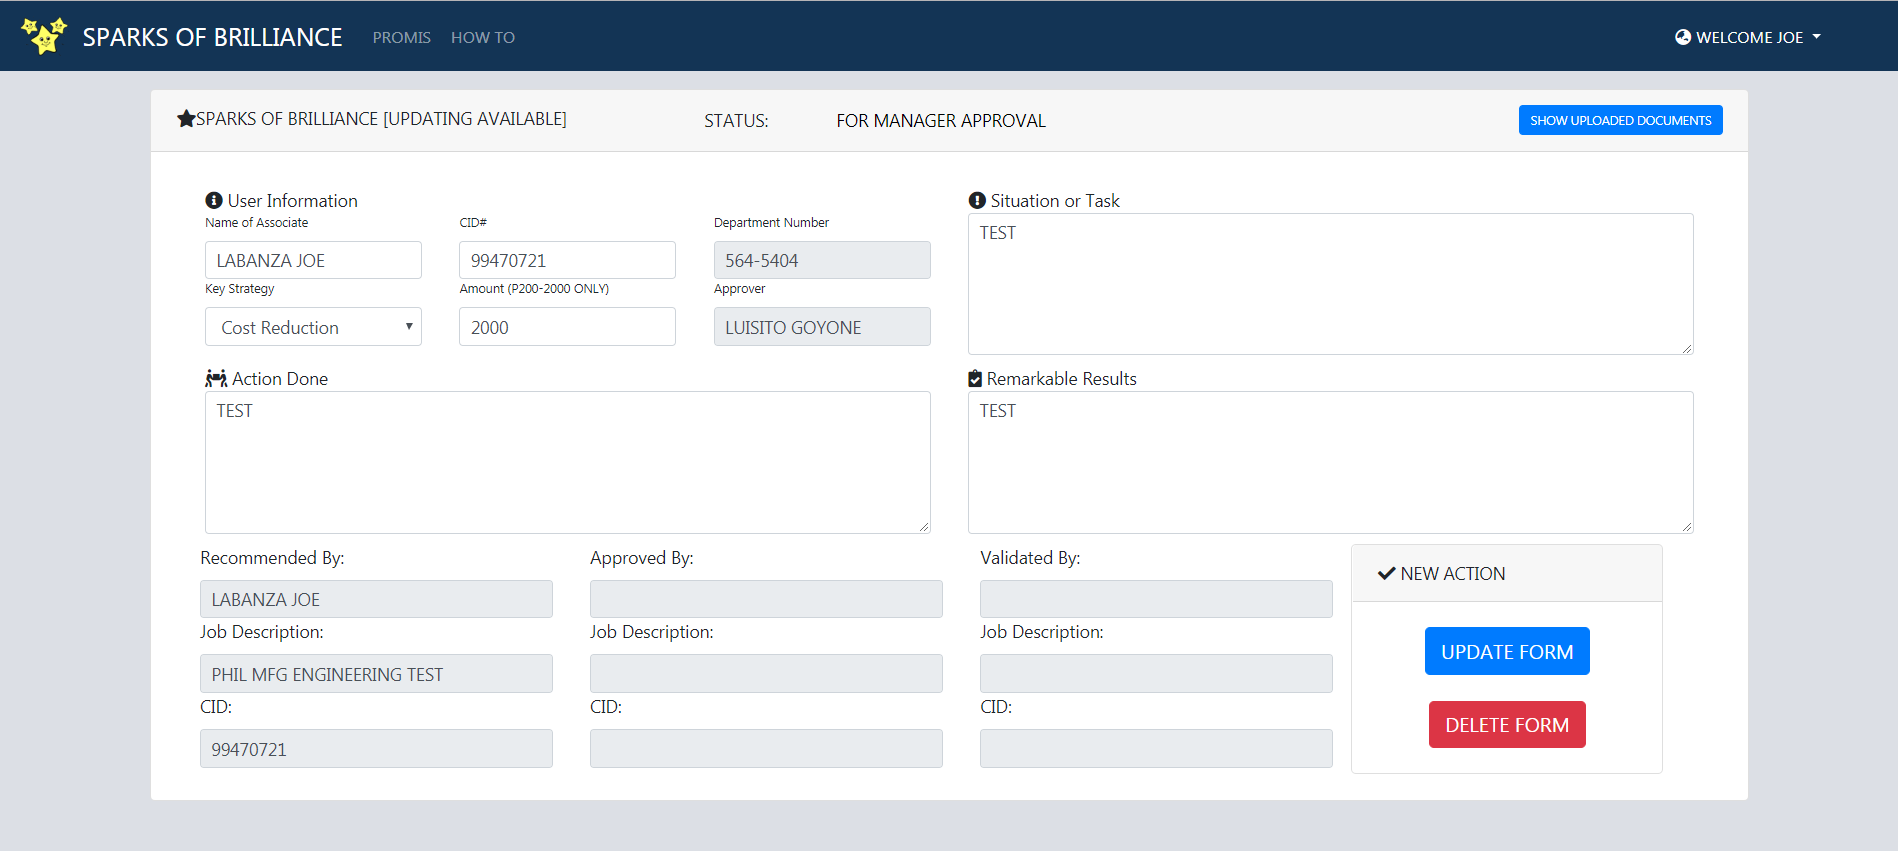 SPARKS OF BRILLIANCE PROMIS HOW TO WELCOME JOE
SPARKS OF BRILLIANCE [UPDATING AVAILABLE] STATUS: FOR MANAGER APPROVAL SHOW UPLOADED DOCUMENTS
User Information
Name of Associate CID# Department Number
LABANZA JOE 99470721 564-5404
Key Strategy Amount (P200-2000 ONLY) Approver
Cost Reduction 2000 LUISITO GOYONE
Situation or Task
TEST
Action Done
TEST
Remarkable Results
TEST
Recommended By: Approved By: Validated By:
LABANZA JOE
Job Description: Job Description: Job Description:
PHIL MFG ENGINEERING TEST
CID: CID: CID:
99470721
NEW ACTION
UPDATE FORM
DELETE FORM